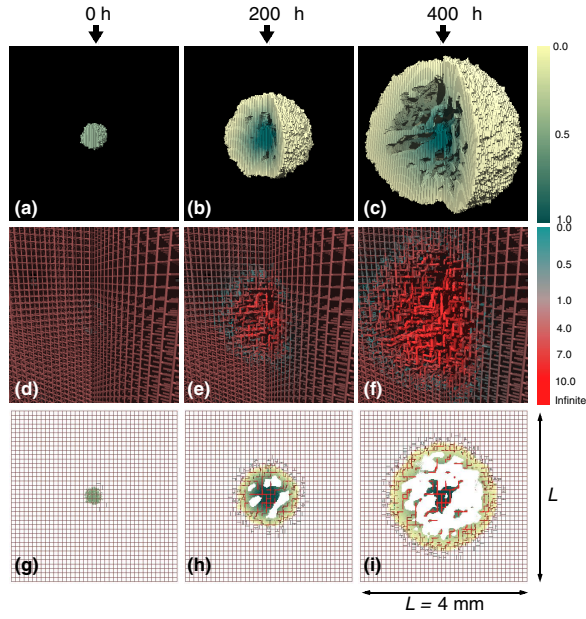 0 h 200 h 400 h
(a) (b) (c)
0.0
0.5
1.0
(d) (e) (f)
0.0
0.5
1.0
4.0
7.0
10.0
Infinite
(g) (h) (i)
L
L = 4 mm